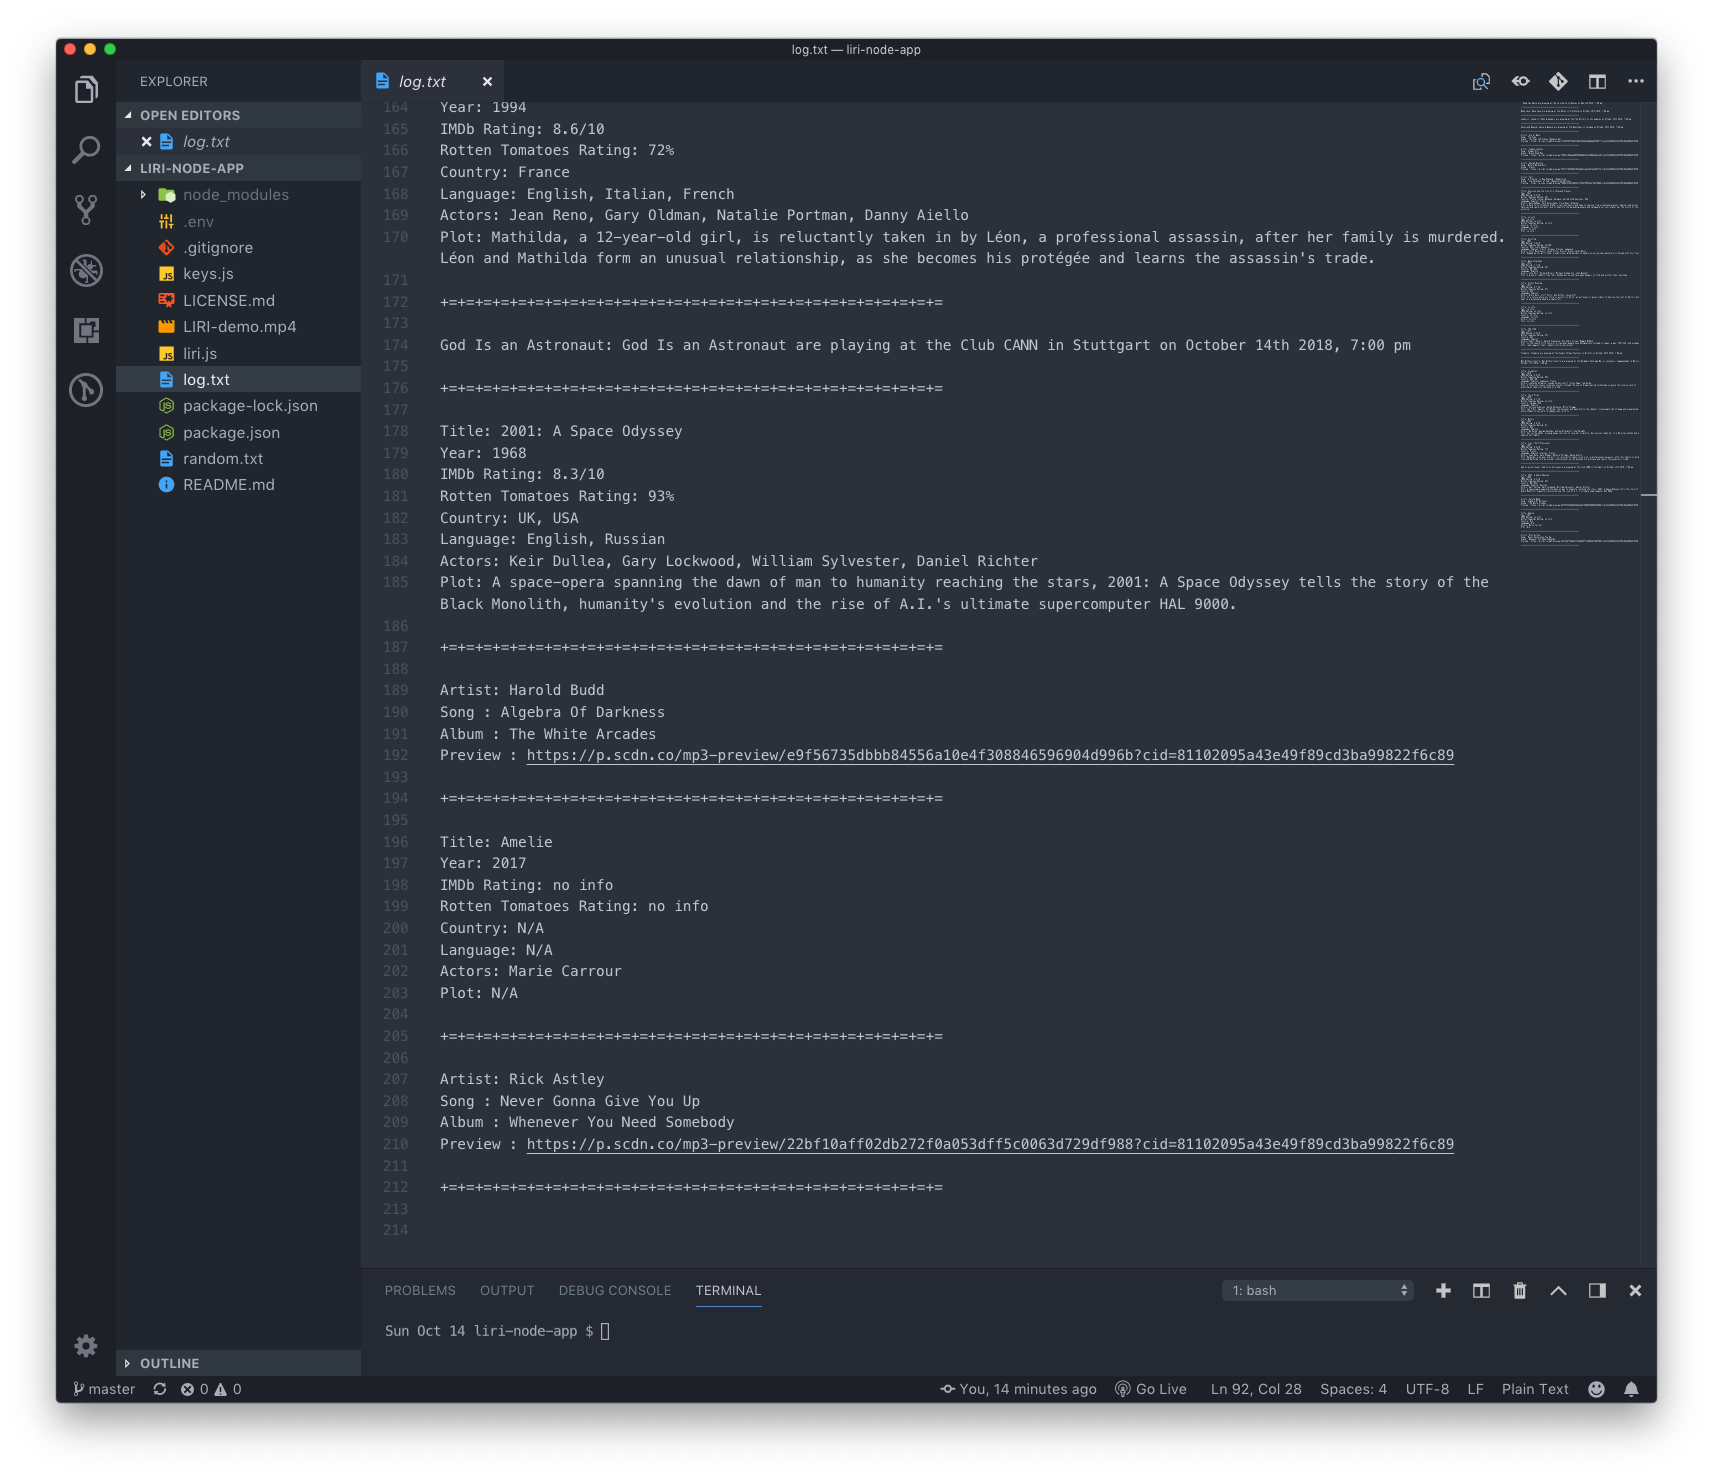 log.txt — liri-node-app
EXPLORER
OPEN EDITORS
log.txt
LIRI-NODE-APP
node_modules
.env
.gitignore
keys.js
LICENSE.md
LIRI-demo.mp4
liri.js
log.txt
package-lock.json
package.json
random.txt
README.md
OUTLINE
log.txt
164 Year: 1994
165 IMDb Rating: 8.6/10
166 Rotten Tomatoes Rating: 72%
167 Country: France
168 Language: English, Italian, French
169 Actors: Jean Reno, Gary Oldman, Natalie Portman, Danny Aiello
170 Plot: Mathilda, a 12-year-old girl, is reluctantly taken in by Léon, a professional assassin, after her family is murdered.
Léon and Mathilda form an unusual relationship, as she becomes his protégée and learns the assassin's trade.
171
172 +=+=+=+=+=+=+=+=+=+=+=+=+=+=+=+=+=+=+=+=+=+=+=+=+=+=+=+=+=
173
174 God Is an Astronaut: God Is an Astronaut are playing at the Club CANN in Stuttgart on October 14th 2018, 7:00 pm
175
176 +=+=+=+=+=+=+=+=+=+=+=+=+=+=+=+=+=+=+=+=+=+=+=+=+=+=+=+=+=
177
178 Title: 2001: A Space Odyssey
179 Year: 1968
180 IMDb Rating: 8.3/10
181 Rotten Tomatoes Rating: 93%
182 Country: UK, USA
183 Language: English, Russian
184 Actors: Keir Dullea, Gary Lockwood, William Sylvester, Daniel Richter
185 Plot: A space-opera spanning the dawn of man to humanity reaching the stars, 2001: A Space Odyssey tells the story of the
Black Monolith, humanity's evolution and the rise of A.I.'s ultimate supercomputer HAL 9000.
186
187 +=+=+=+=+=+=+=+=+=+=+=+=+=+=+=+=+=+=+=+=+=+=+=+=+=+=+=+=+=
188
189 Artist: Harold Budd
190 Song : Algebra Of Darkness
191 Album : The White Arcades
192 Preview : https://p.scdn.co/mp3-preview/e9f56735dbbb84556a10e4f308846596904d996b?cid=81102095a43e49f89cd3ba99822f6c89
193
194 +=+=+=+=+=+=+=+=+=+=+=+=+=+=+=+=+=+=+=+=+=+=+=+=+=+=+=+=+=
195
196 Title: Amelie
197 Year: 2017
198 IMDb Rating: no info
199 Rotten Tomatoes Rating: no info
200 Country: N/A
201 Language: N/A
202 Actors: Marie Carrour
203 Plot: N/A
204
205 +=+=+=+=+=+=+=+=+=+=+=+=+=+=+=+=+=+=+=+=+=+=+=+=+=+=+=+=+=
206
207 Artist: Rick Astley
208 Song : Never Gonna Give You Up
209 Album : Whenever You Need Somebody
210 Preview : https://p.scdn.co/mp3-preview/22bf10aff02db272f0a053dff5c0063d729df988?cid=81102095a43e49f89cd3ba99822f6c89
211
212 +=+=+=+=+=+=+=+=+=+=+=+=+=+=+=+=+=+=+=+=+=+=+=+=+=+=+=+=+=
213
214
PROBLEMS OUTPUT DEBUG CONSOLE TERMINAL 1: bash
Sun Oct 14 liri-node-app $
master 0 0 You, 14 minutes ago Go Live Ln 92, Col 28 Spaces: 4 UTF-8 LF Plain Text